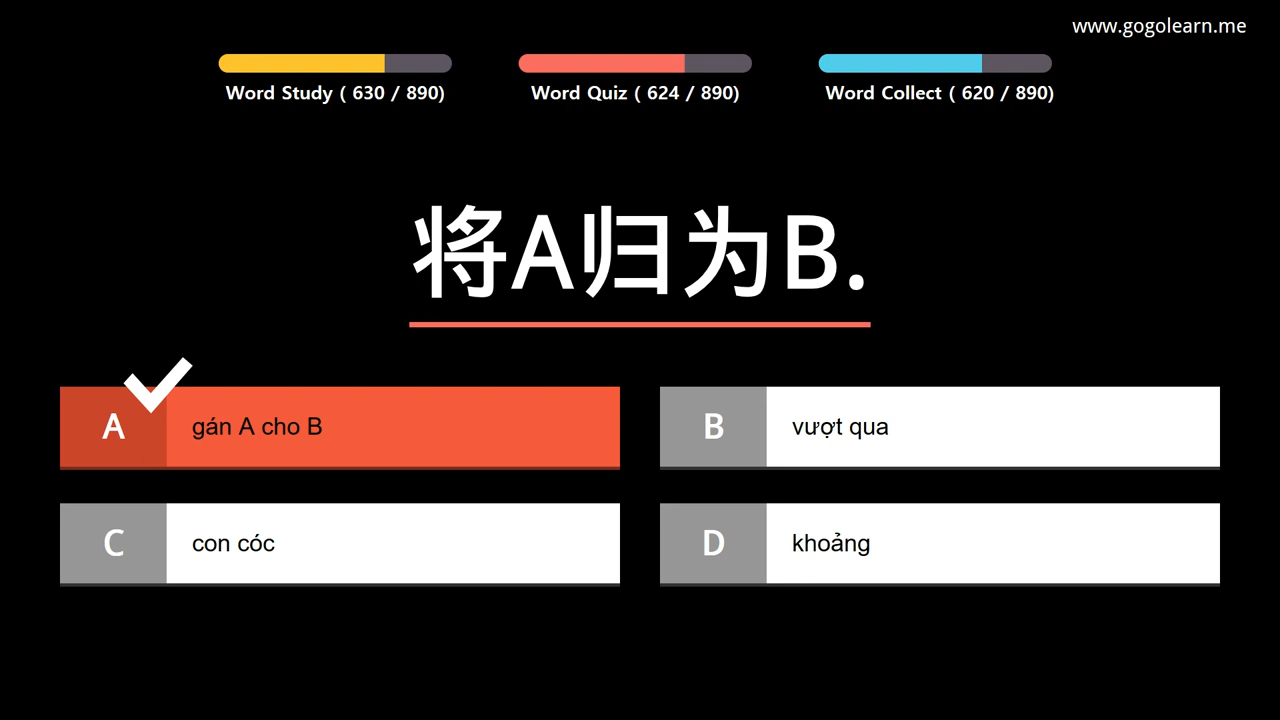 www.gogolearn.me
Word Study ( 630 / 890)
Word Quiz ( 624 / 890)
Word Collect ( 620 / 890)
将A归为B.
A
gán A cho B
B
vượt qua
C
con cóc
D
khoảng